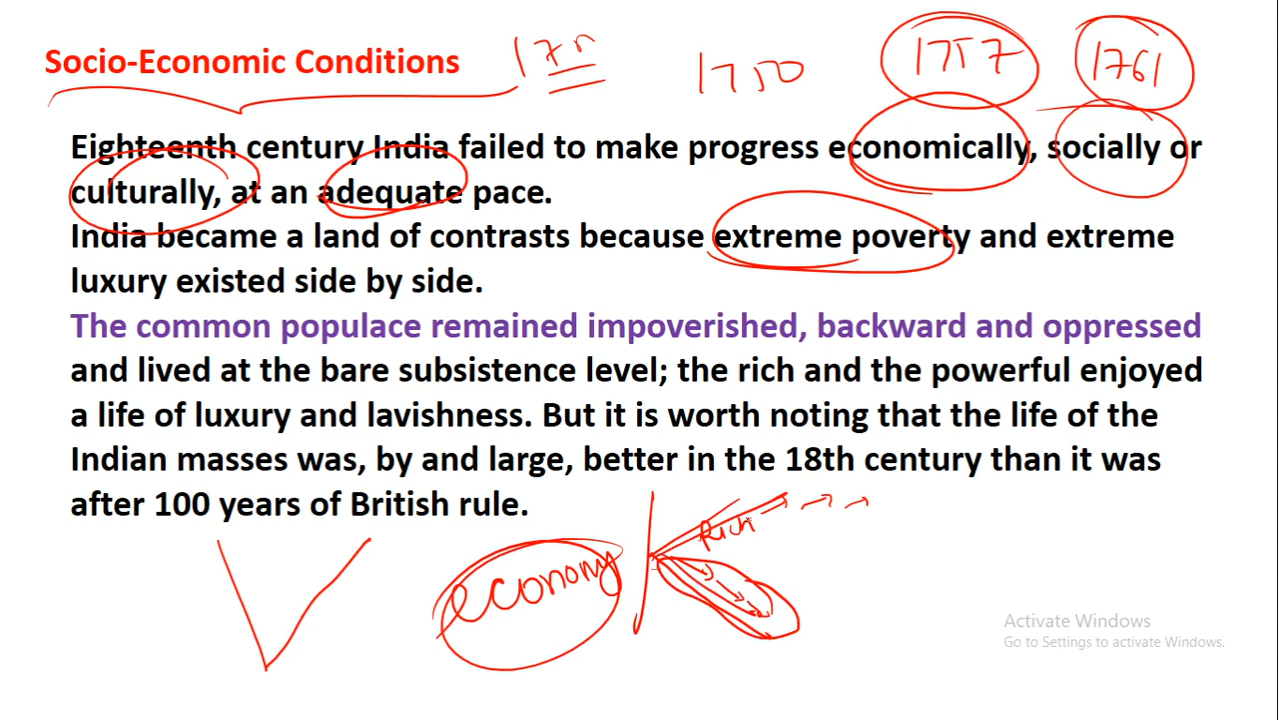 Socio-Economic Conditions
1750
1757
1761
Eighteenth century India failed to make progress economically, socially or
culturally, at an adequate pace.
India became a land of contrasts because extreme poverty and extreme
luxury existed side by side.
The common populace remained impoverished, backward and oppressed
and lived at the bare subsistence level; the rich and the powerful enjoyed
a life of luxury and lavishness. But it is worth noting that the life of the
Indian masses was, by and large, better in the 18th century than it was
after 100 years of British rule.
Rich
economy
Activate Windows
Go to Settings to activate Windows.